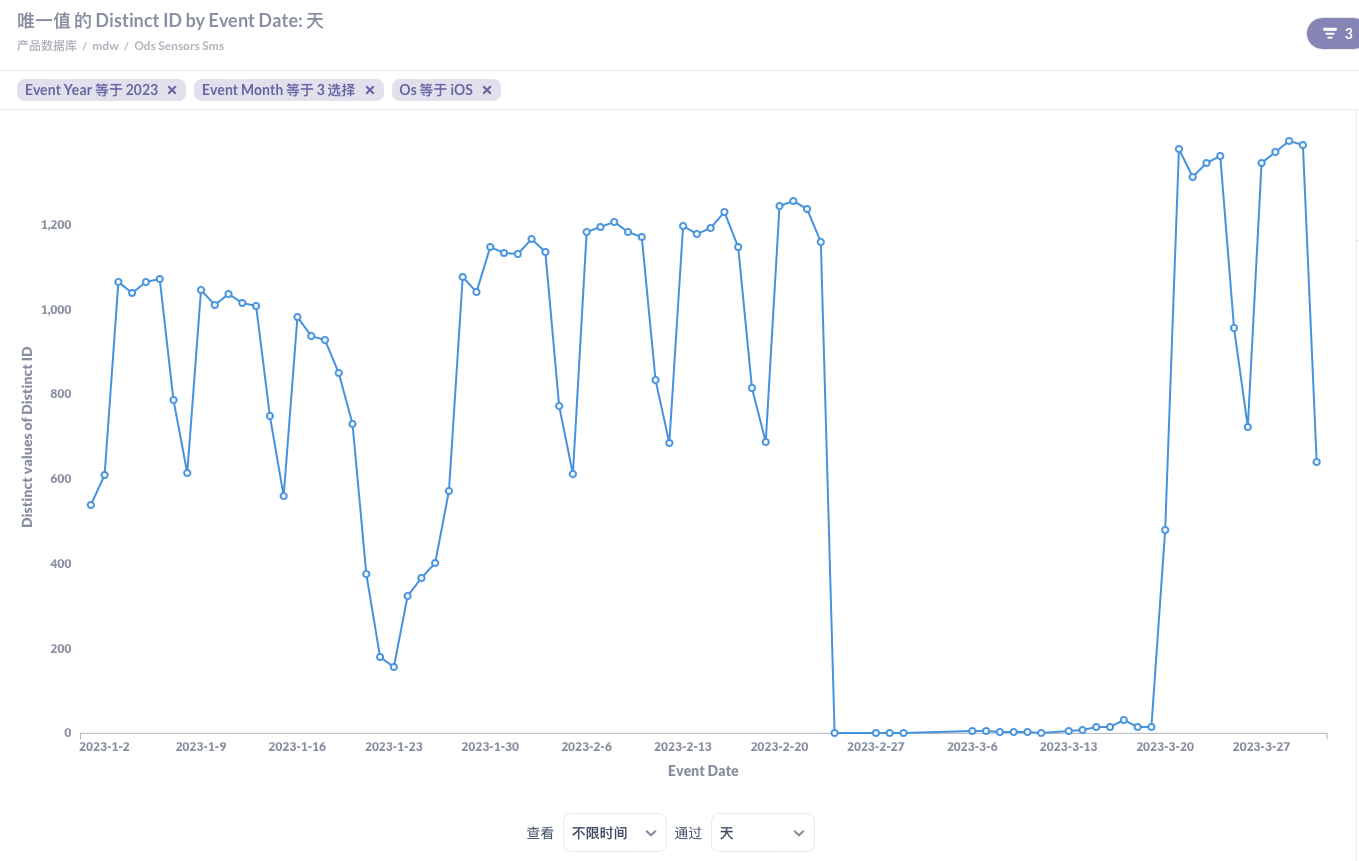 唯一值 的 Distinct ID by Event Date: 天
产品数据库 / mdw / Ods Sensors Sms
3
Event Year 等于 2023 ×
Event Month 等于 3 选择 ×
Os 等于 iOS ×
Distinct values of Distinct ID
1,200
1,000
800
600
400
200
0
2023-1-2 2023-1-9 2023-1-16 2023-1-23 2023-1-30 2023-2-6 2023-2-13 2023-2-20 2023-2-27 2023-3-6 2023-3-13 2023-3-20 2023-3-27
Event Date
查看 不限时间 通过 天